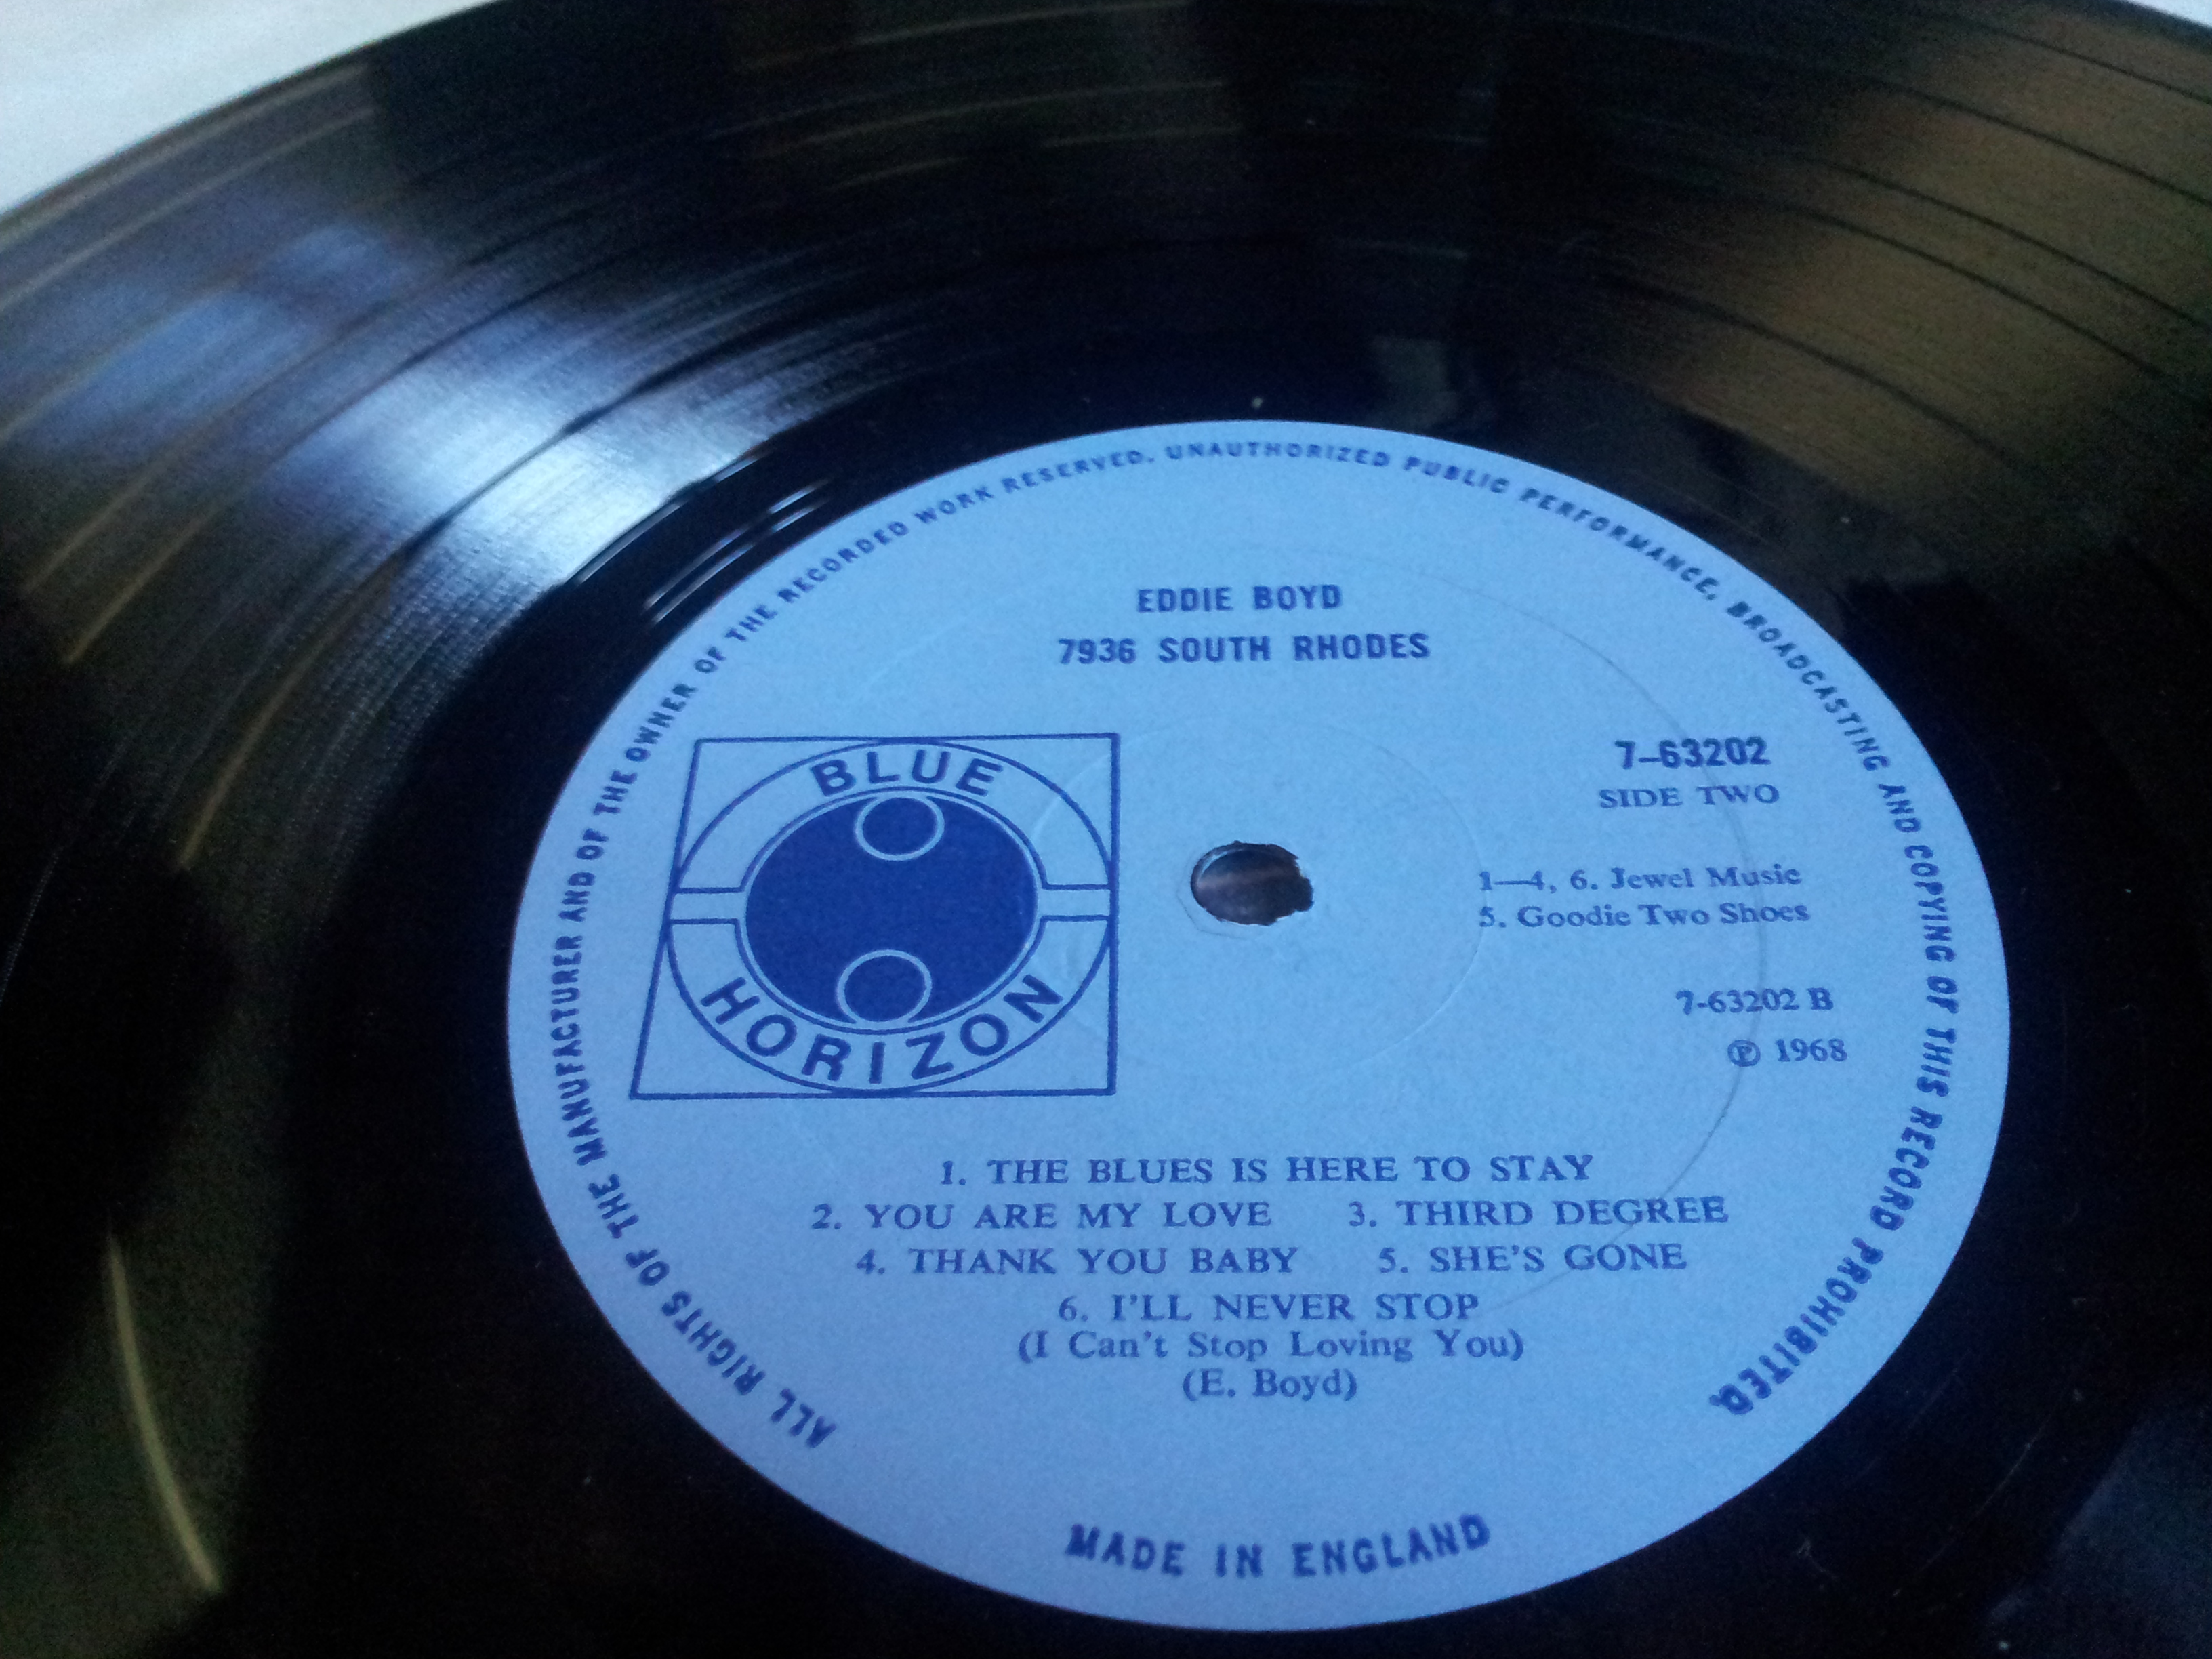 ALL RIGHTS OF THE MANUFACTURER AND OF THE OWNER OF THE RECORDED WORK RESERVED. UNAUTHORIZED PUBLIC PERFORMANCE, BROADCASTING AND COPYING OF THIS RECORD PROHIBITED.
EDDIE BOYD
7936 SOUTH RHODES
BLUE
HORIZON
7–63202
SIDE TWO
1—4, 6. Jewel Music
5. Goodie Two Shoes
7-63202 B
℗ 1968
1. THE BLUES IS HERE TO STAY
2. YOU ARE MY LOVE 3. THIRD DEGREE
4. THANK YOU BABY 5. SHE'S GONE
6. I'LL NEVER STOP
(I Can't Stop Loving You)
(E. Boyd)
MADE IN ENGLAND